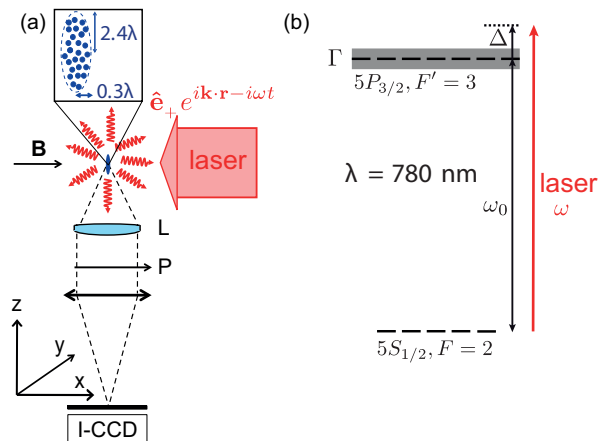 (a)
2.4λ
0.3λ
ê₊ e^{ik·r−iωt}
B
laser
L
P
z
y
x
I-CCD
(b)
Δ
Γ
5P_{3/2}, F′ = 3
λ = 780 nm
ω₀
laser
ω
5S_{1/2}, F = 2